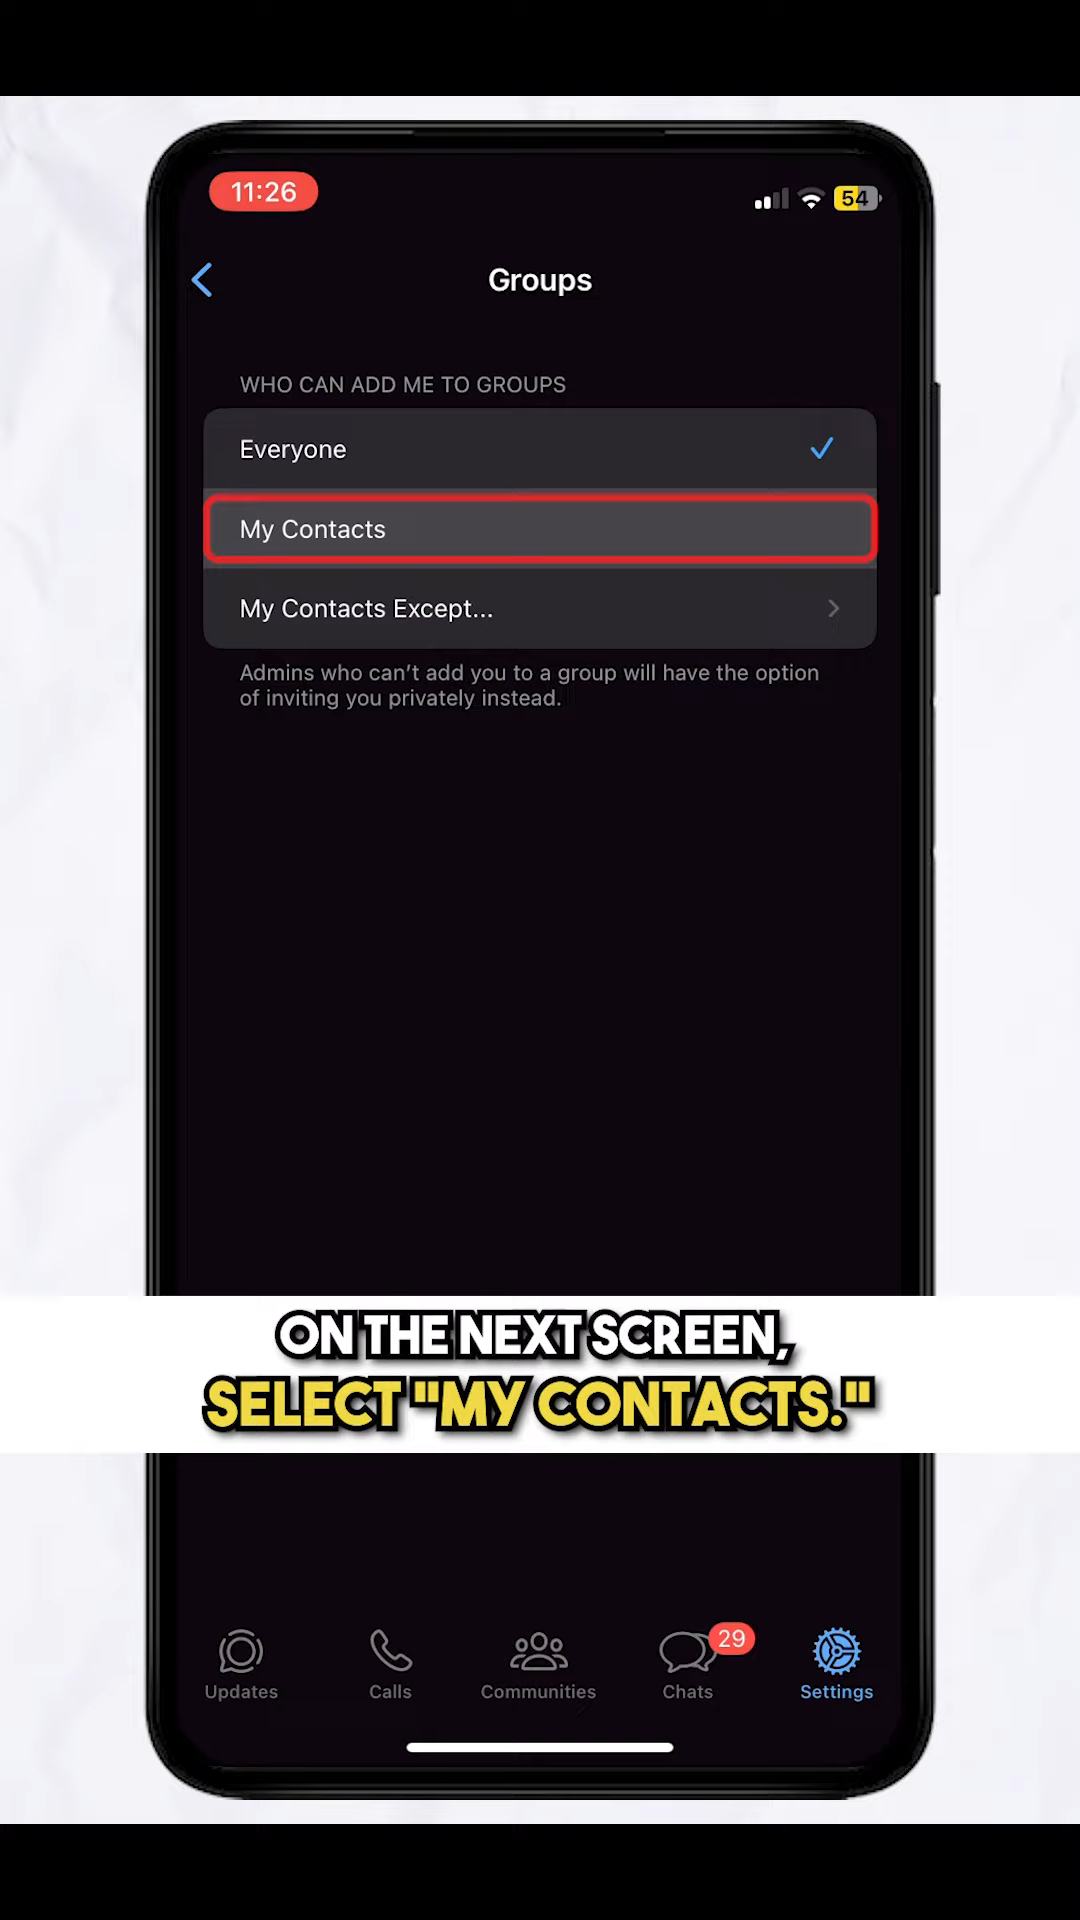 11:26
54
Groups
WHO CAN ADD ME TO GROUPS
Everyone
My Contacts
My Contacts Except...
Admins who can't add you to a group will have the option
of inviting you privately instead.
ON THE NEXT SCREEN,
SELECT "MY CONTACTS."
29
Updates
Calls
Communities
Chats
Settings